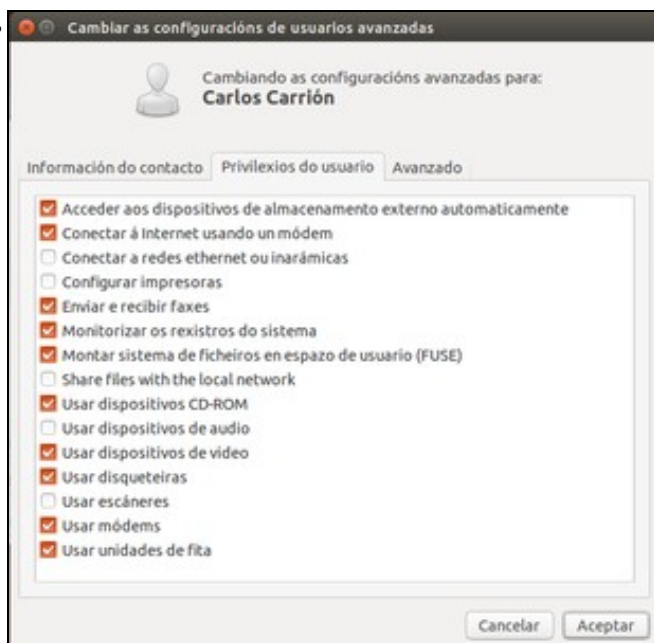 Cambiar as configuracións de usuarios avanzadas
Cambiando as configuracións avanzadas para:
Carlos Carrión
Información do contacto Privilexios do usuario Avanzado
Acceder aos dispositivos de almacenamento externo automaticamente
Conectar á Internet usando un módem
Conectar a redes ethernet ou inarámicas
Configurar impresoras
Enviar e recibir faxes
Monitorizar os rexistros do sistema
Montar sistema de ficheiros en espazo de usuario (FUSE)
Share files with the local network
Usar dispositivos CD-ROM
Usar dispositivos de audio
Usar dispositivos de video
Usar disqueteiras
Usar escáneres
Usar módems
Usar unidades de fita
Cancelar Aceptar